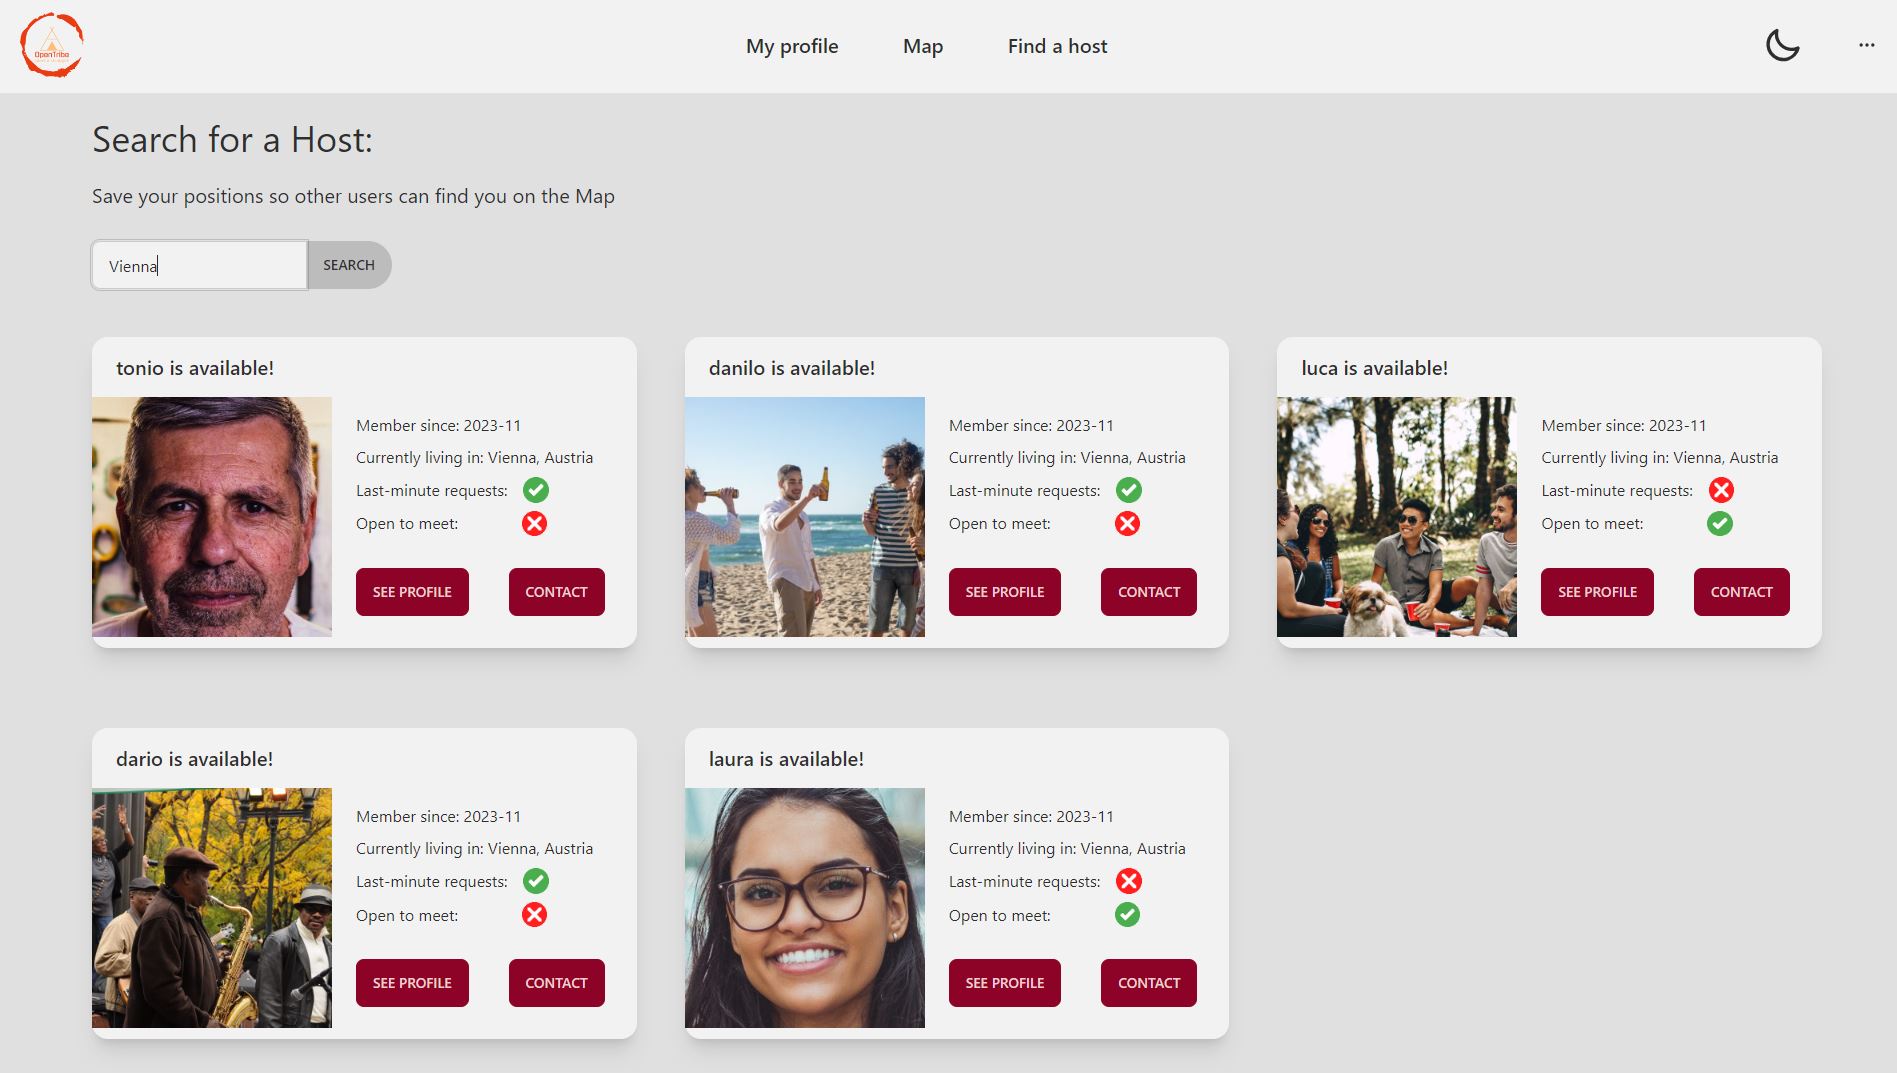 OpenTribe
My profile
Map
Find a host
...
Search for a Host:
Save your positions so other users can find you on the Map
Vienna
SEARCH
tonio is available!
Member since: 2023-11
Currently living in: Vienna, Austria
Last-minute requests:
Open to meet:
SEE PROFILE
CONTACT
danilo is available!
Member since: 2023-11
Currently living in: Vienna, Austria
Last-minute requests:
Open to meet:
SEE PROFILE
CONTACT
luca is available!
Member since: 2023-11
Currently living in: Vienna, Austria
Last-minute requests:
Open to meet:
SEE PROFILE
CONTACT
dario is available!
Member since: 2023-11
Currently living in: Vienna, Austria
Last-minute requests:
Open to meet:
SEE PROFILE
CONTACT
laura is available!
Member since: 2023-11
Currently living in: Vienna, Austria
Last-minute requests:
Open to meet:
SEE PROFILE
CONTACT